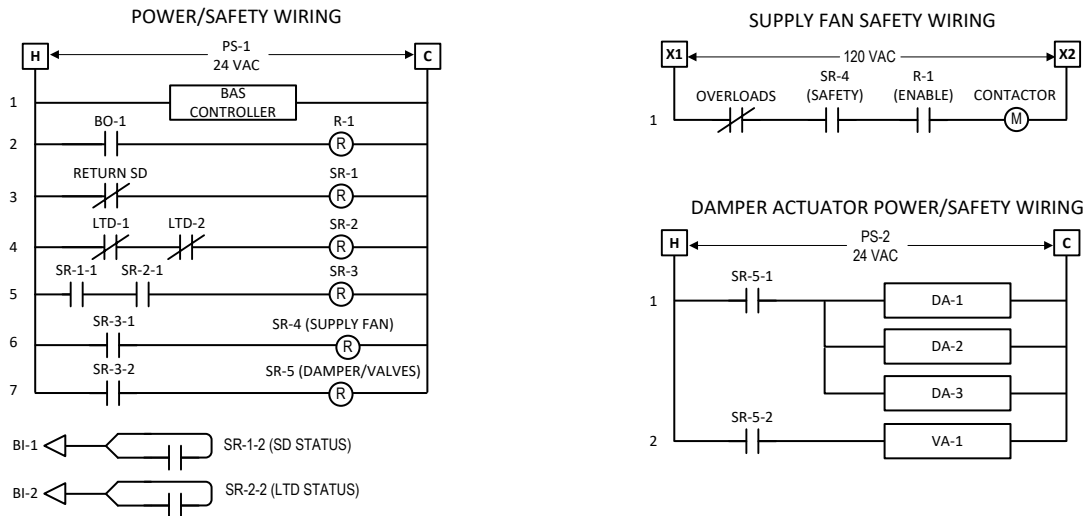 POWER/SAFETY WIRING
H
PS-1
24 VAC
C
1
BAS
CONTROLLER
2
BO-1
R-1
R
3
RETURN SD
SR-1
R
4
LTD-1
LTD-2
SR-2
R
5
SR-1-1
SR-2-1
SR-3
R
6
SR-3-1
SR-4 (SUPPLY FAN)
R
7
SR-3-2
SR-5 (DAMPER/VALVES)
R
BI-1
SR-1-2 (SD STATUS)
BI-2
SR-2-2 (LTD STATUS)
SUPPLY FAN SAFETY WIRING
X1
120 VAC
X2
1
OVERLOADS
SR-4
(SAFETY)
R-1
(ENABLE)
CONTACTOR
M
DAMPER ACTUATOR POWER/SAFETY WIRING
H
PS-2
24 VAC
C
1
SR-5-1
DA-1
DA-2
DA-3
2
SR-5-2
VA-1